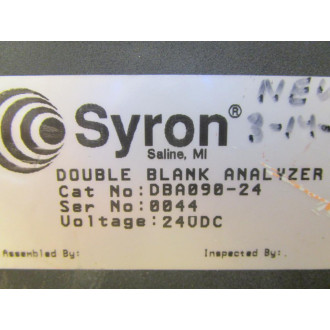 NEW
Syron®
3-14-
Saline, MI
DOUBLE BLANK ANALYZER
Cat No:DBA090-24
Ser No:0044
Voltage:24VDC
Assembled By: Inspected By: